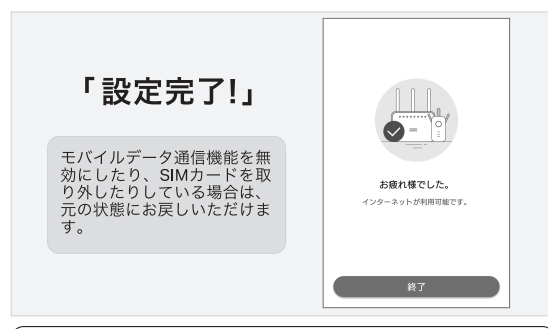 「設定完了!」
モバイルデータ通信機能を無
効にしたり、SIMカードを取
り外したりしている場合は、
元の状態にお戻しいただけま
す。
お疲れ様でした。
インターネットが利用可能です。
終了